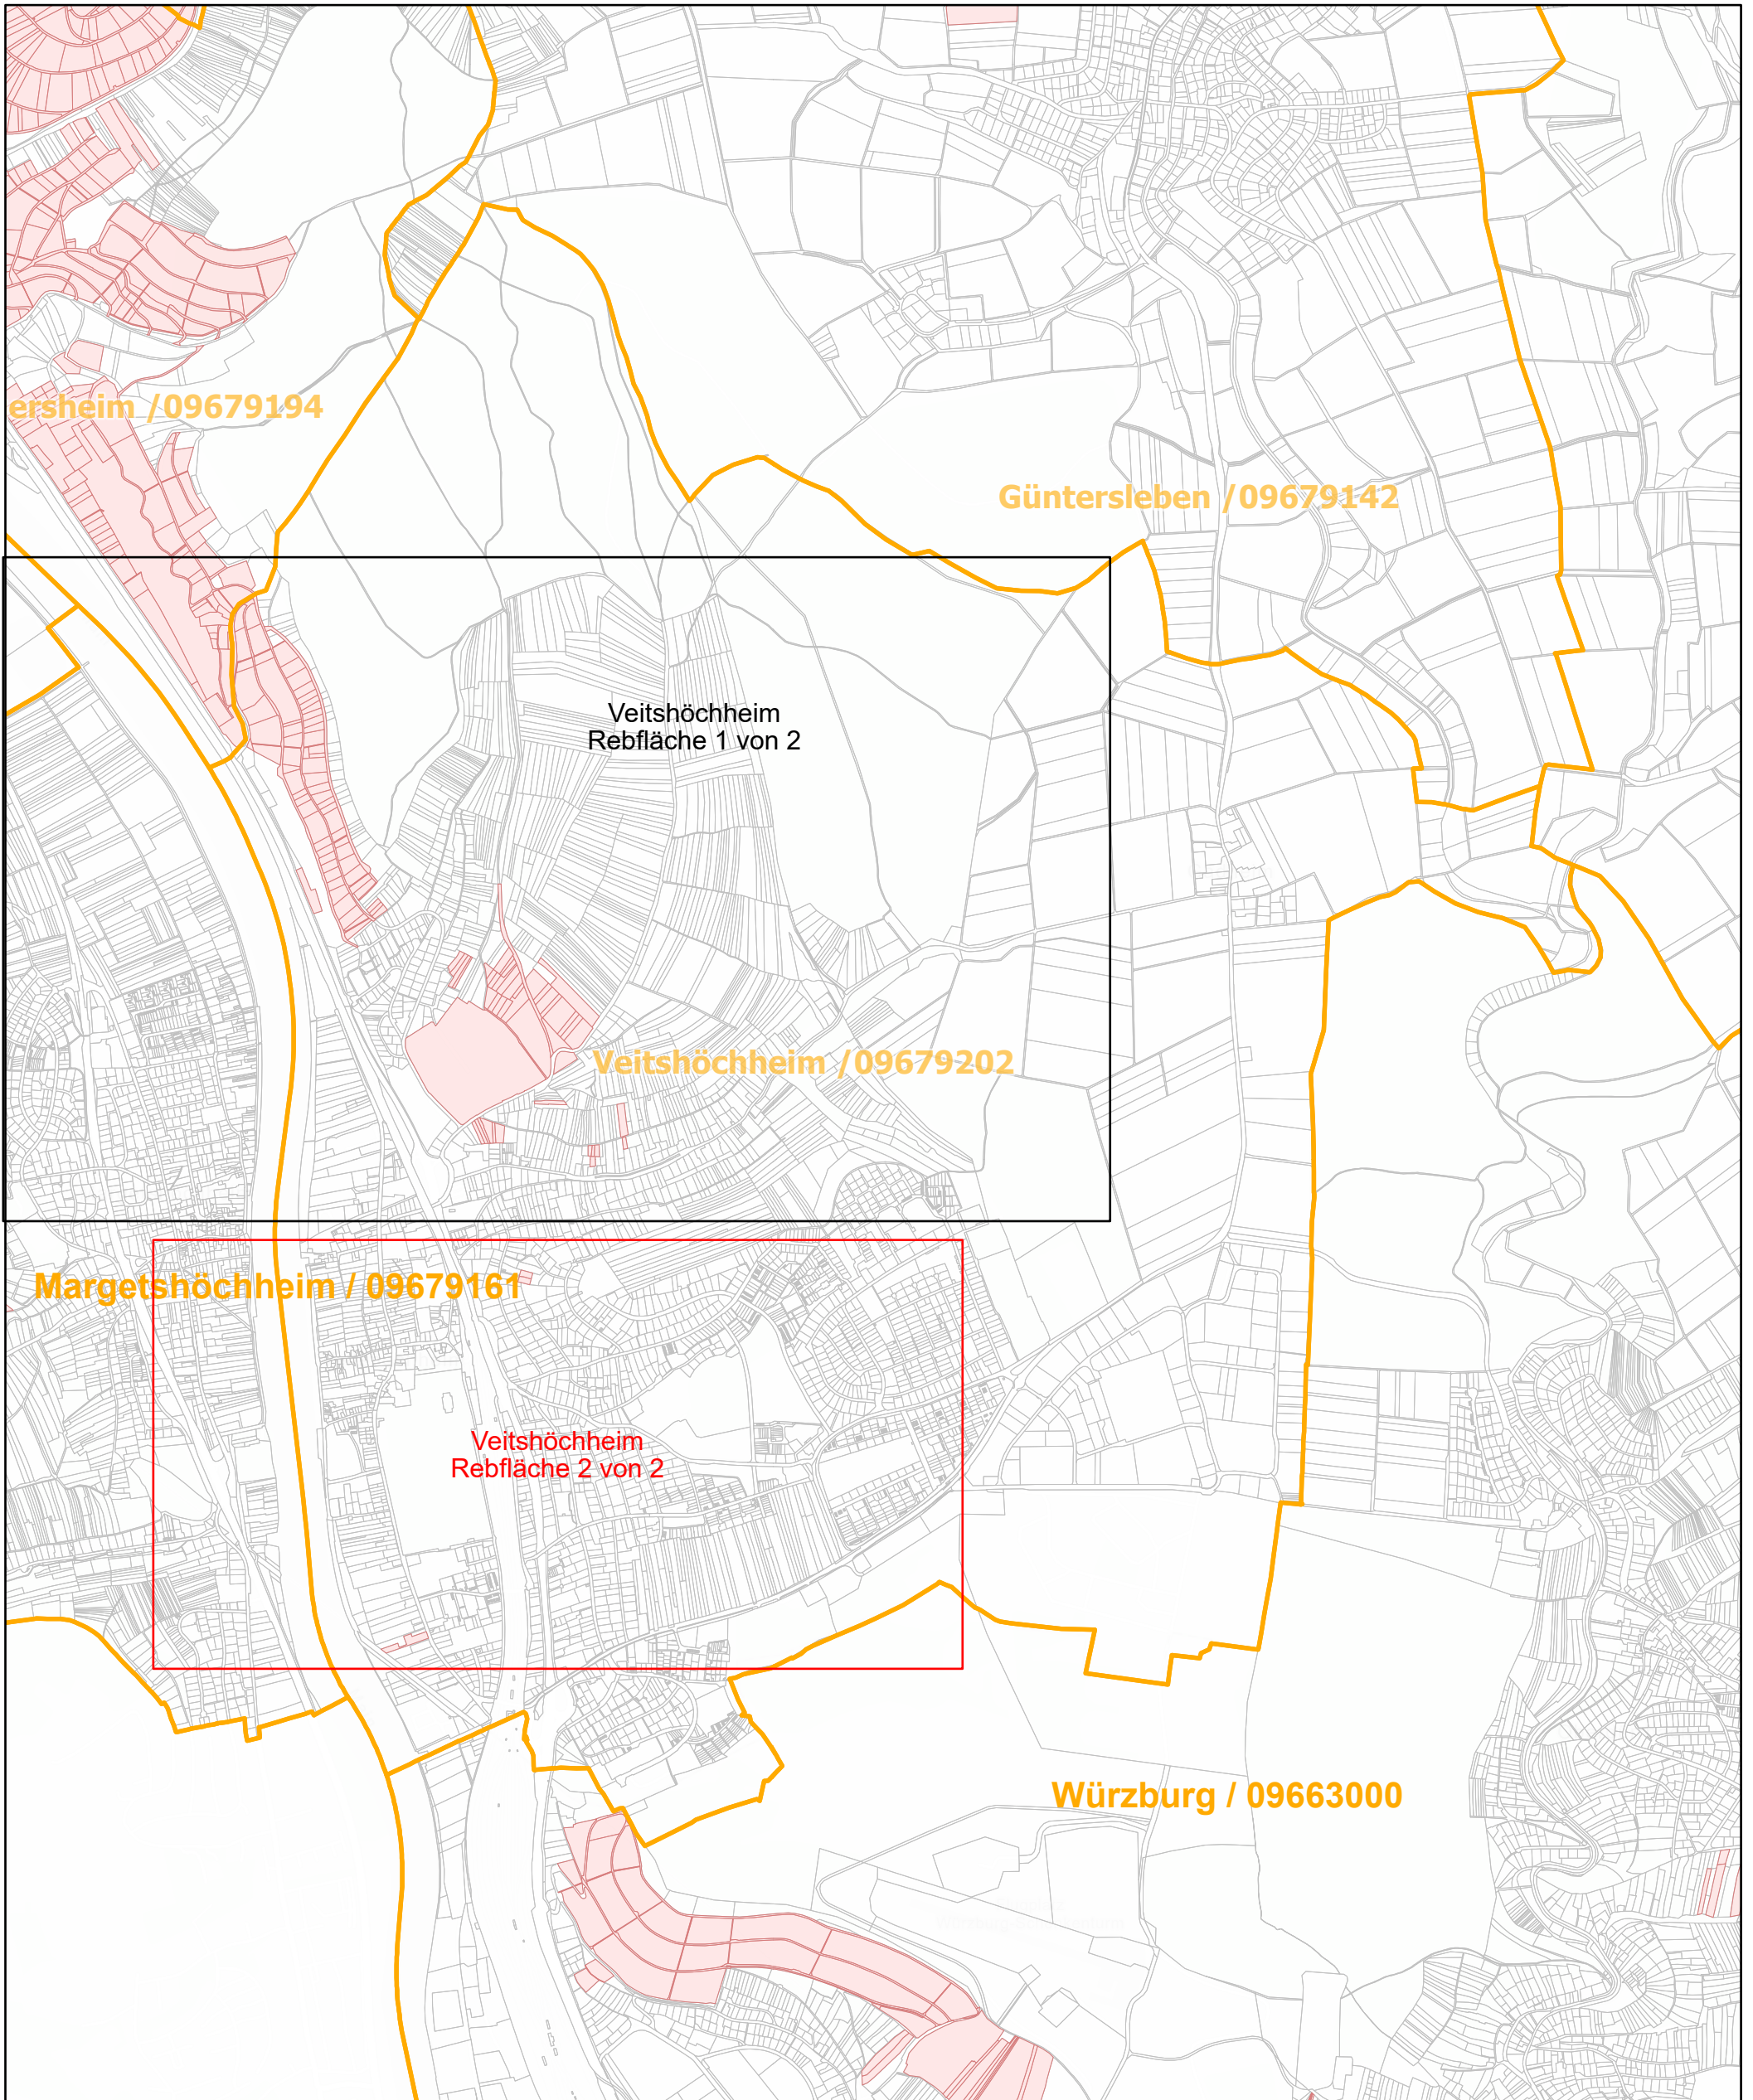 ersheim /09679194
Güntersleben /09679142
Veitshöchheim
Rebfläche 1 von 2
Veitshöchheim /09679202
Margetshöchheim / 09679161
Veitshöchheim
Rebfläche 2 von 2
Würzburg / 09663000